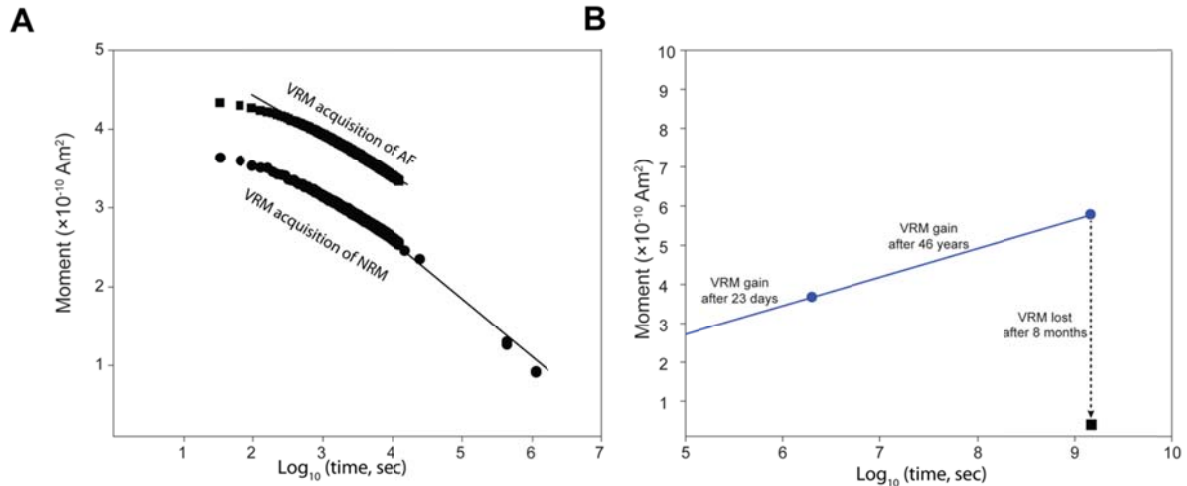 A
Moment (×10⁻¹⁰ Am²)
5
4
3
2
1
VRM acquisition of AF
VRM acquisition of NRM
1
2
3
4
5
6
7
Log₁₀ (time, sec)
B
Moment (×10⁻¹⁰ Am²)
10
9
8
7
6
5
4
3
2
1
VRM gain
after 46 years
VRM gain
after 23 days
VRM lost
after 8 months
5
6
7
8
9
10
Log₁₀ (time, sec)